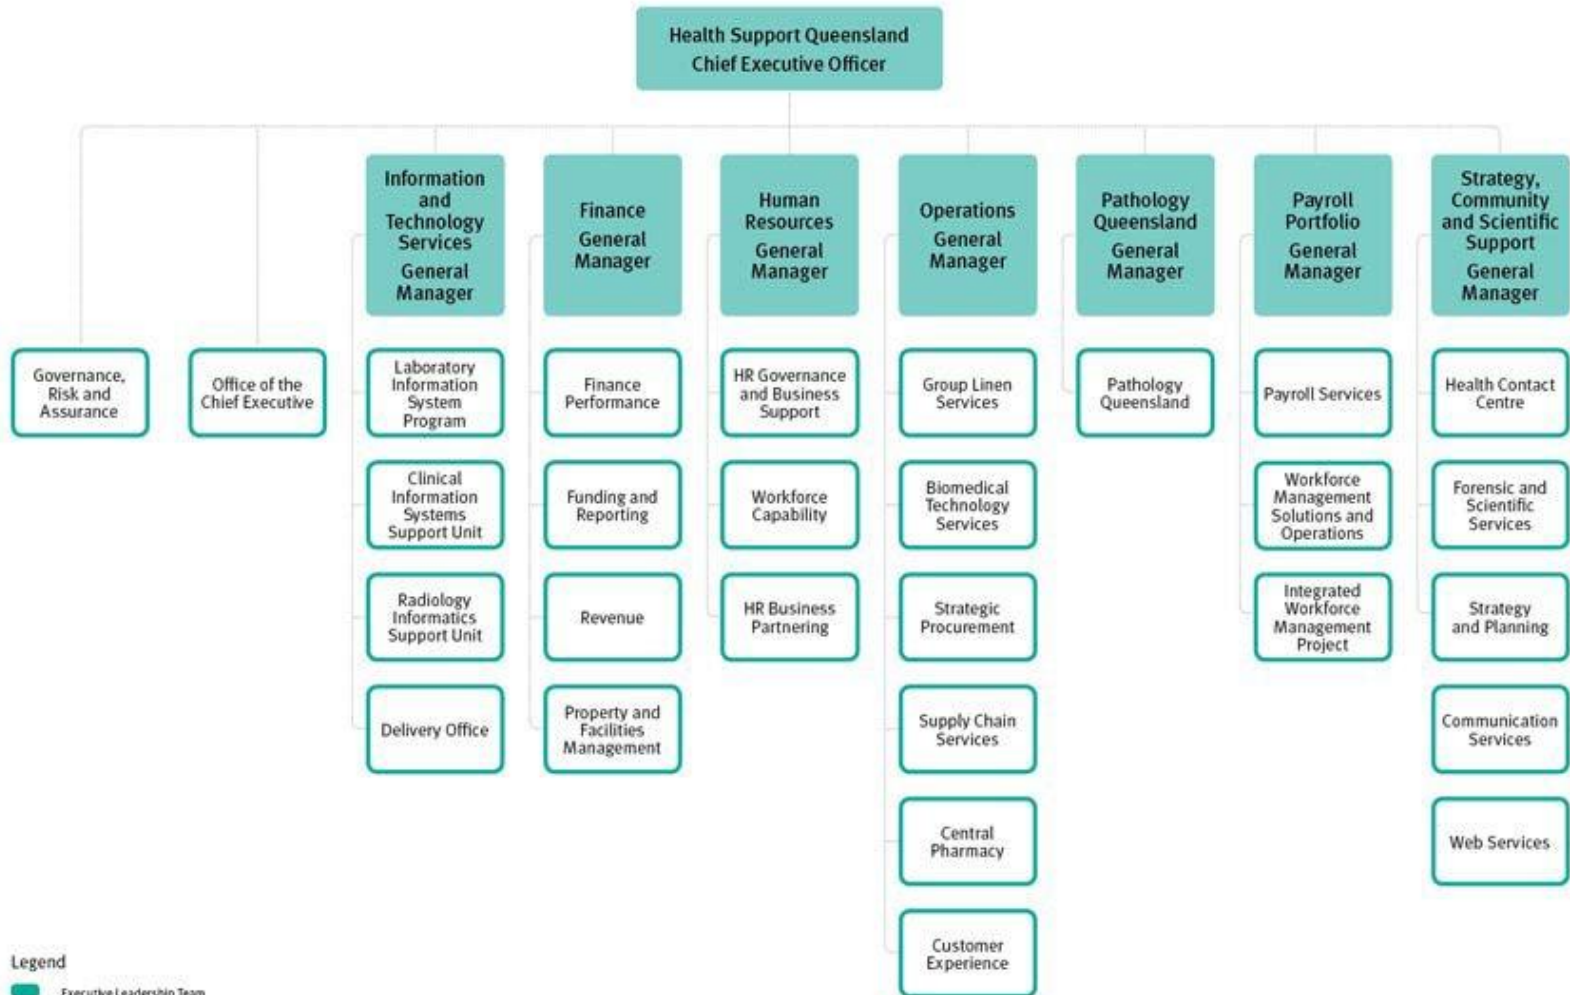 Health Support Queensland
Chief Executive Officer
Information
and
Technology
Services
General
Manager
Finance
General
Manager
Human
Resources
General
Manager
Operations
General
Manager
Pathology
Queensland
General
Manager
Payroll
Portfolio
General
Manager
Strategy,
Community
and Scientific
Support
General
Manager
Governance,
Risk and
Assurance
Office of the
Chief Executive
Laboratory
Information
System
Program
Finance
Performance
HR Governance
and Business
Support
Group Linen
Services
Pathology
Queensland
Payroll Services
Health Contact
Centre
Clinical
Information
Systems
Support Unit
Funding and
Reporting
Workforce
Capability
Biomedical
Technology
Services
Workforce
Management
Solutions and
Operations
Forensic and
Scientific
Services
Radiology
Informatics
Support Unit
Revenue
HR Business
Partnering
Strategic
Procurement
Integrated
Workforce
Management
Project
Strategy
and Planning
Delivery Office
Property and
Facilities
Management
Supply Chain
Services
Communication
Services
Central
Pharmacy
Web Services
Customer
Experience
Legend
Executive Leadership Team